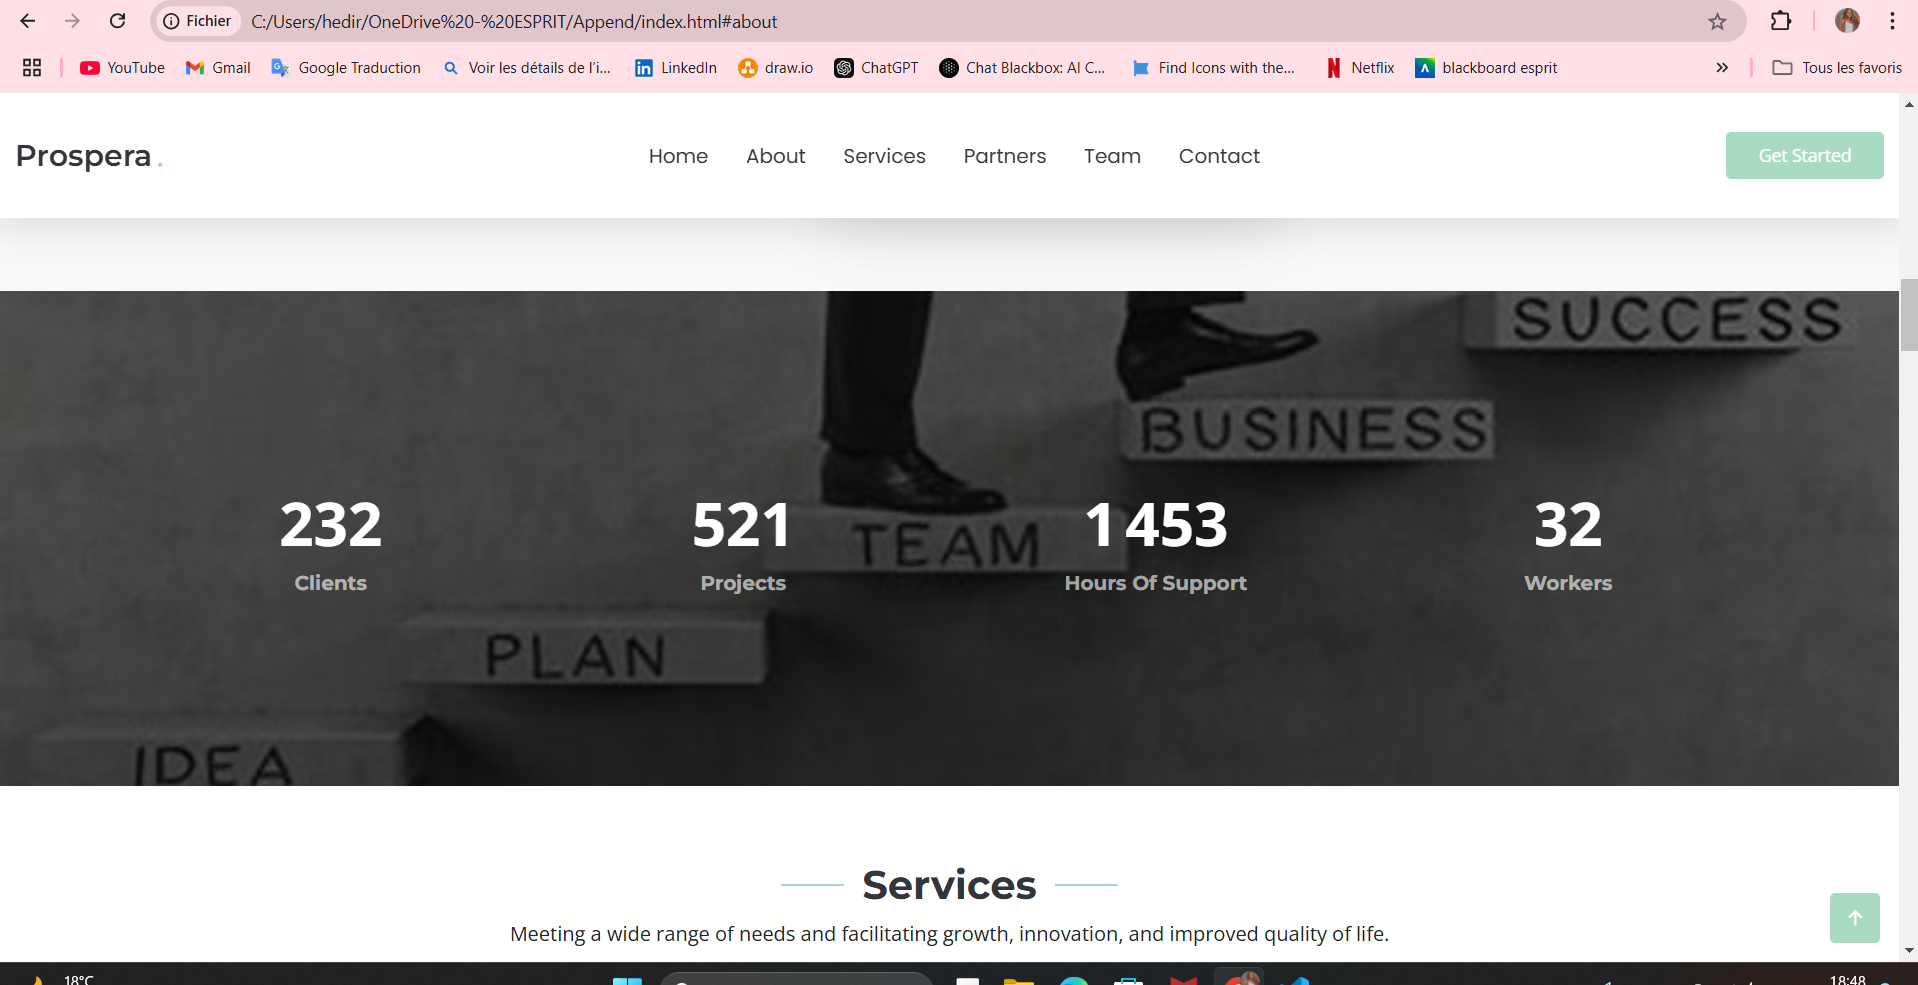 Fichier C:/Users/hedir/OneDrive%20-%20ESPRIT/Append/index.html#about
YouTube Gmail Google Traduction Voir les détails de l'i... LinkedIn draw.io ChatGPT Chat Blackbox: AI C... Find Icons with the... Netflix blackboard esprit » Tous les favoris
Prospera. Home About Services Partners Team Contact Get Started
SUCCESS
BUSINESS
232 521 1 453 32
TEAM
Clients Projects Hours Of Support Workers
PLAN
IDEA
Services
Meeting a wide range of needs and facilitating growth, innovation, and improved quality of life.
18°C 18:48